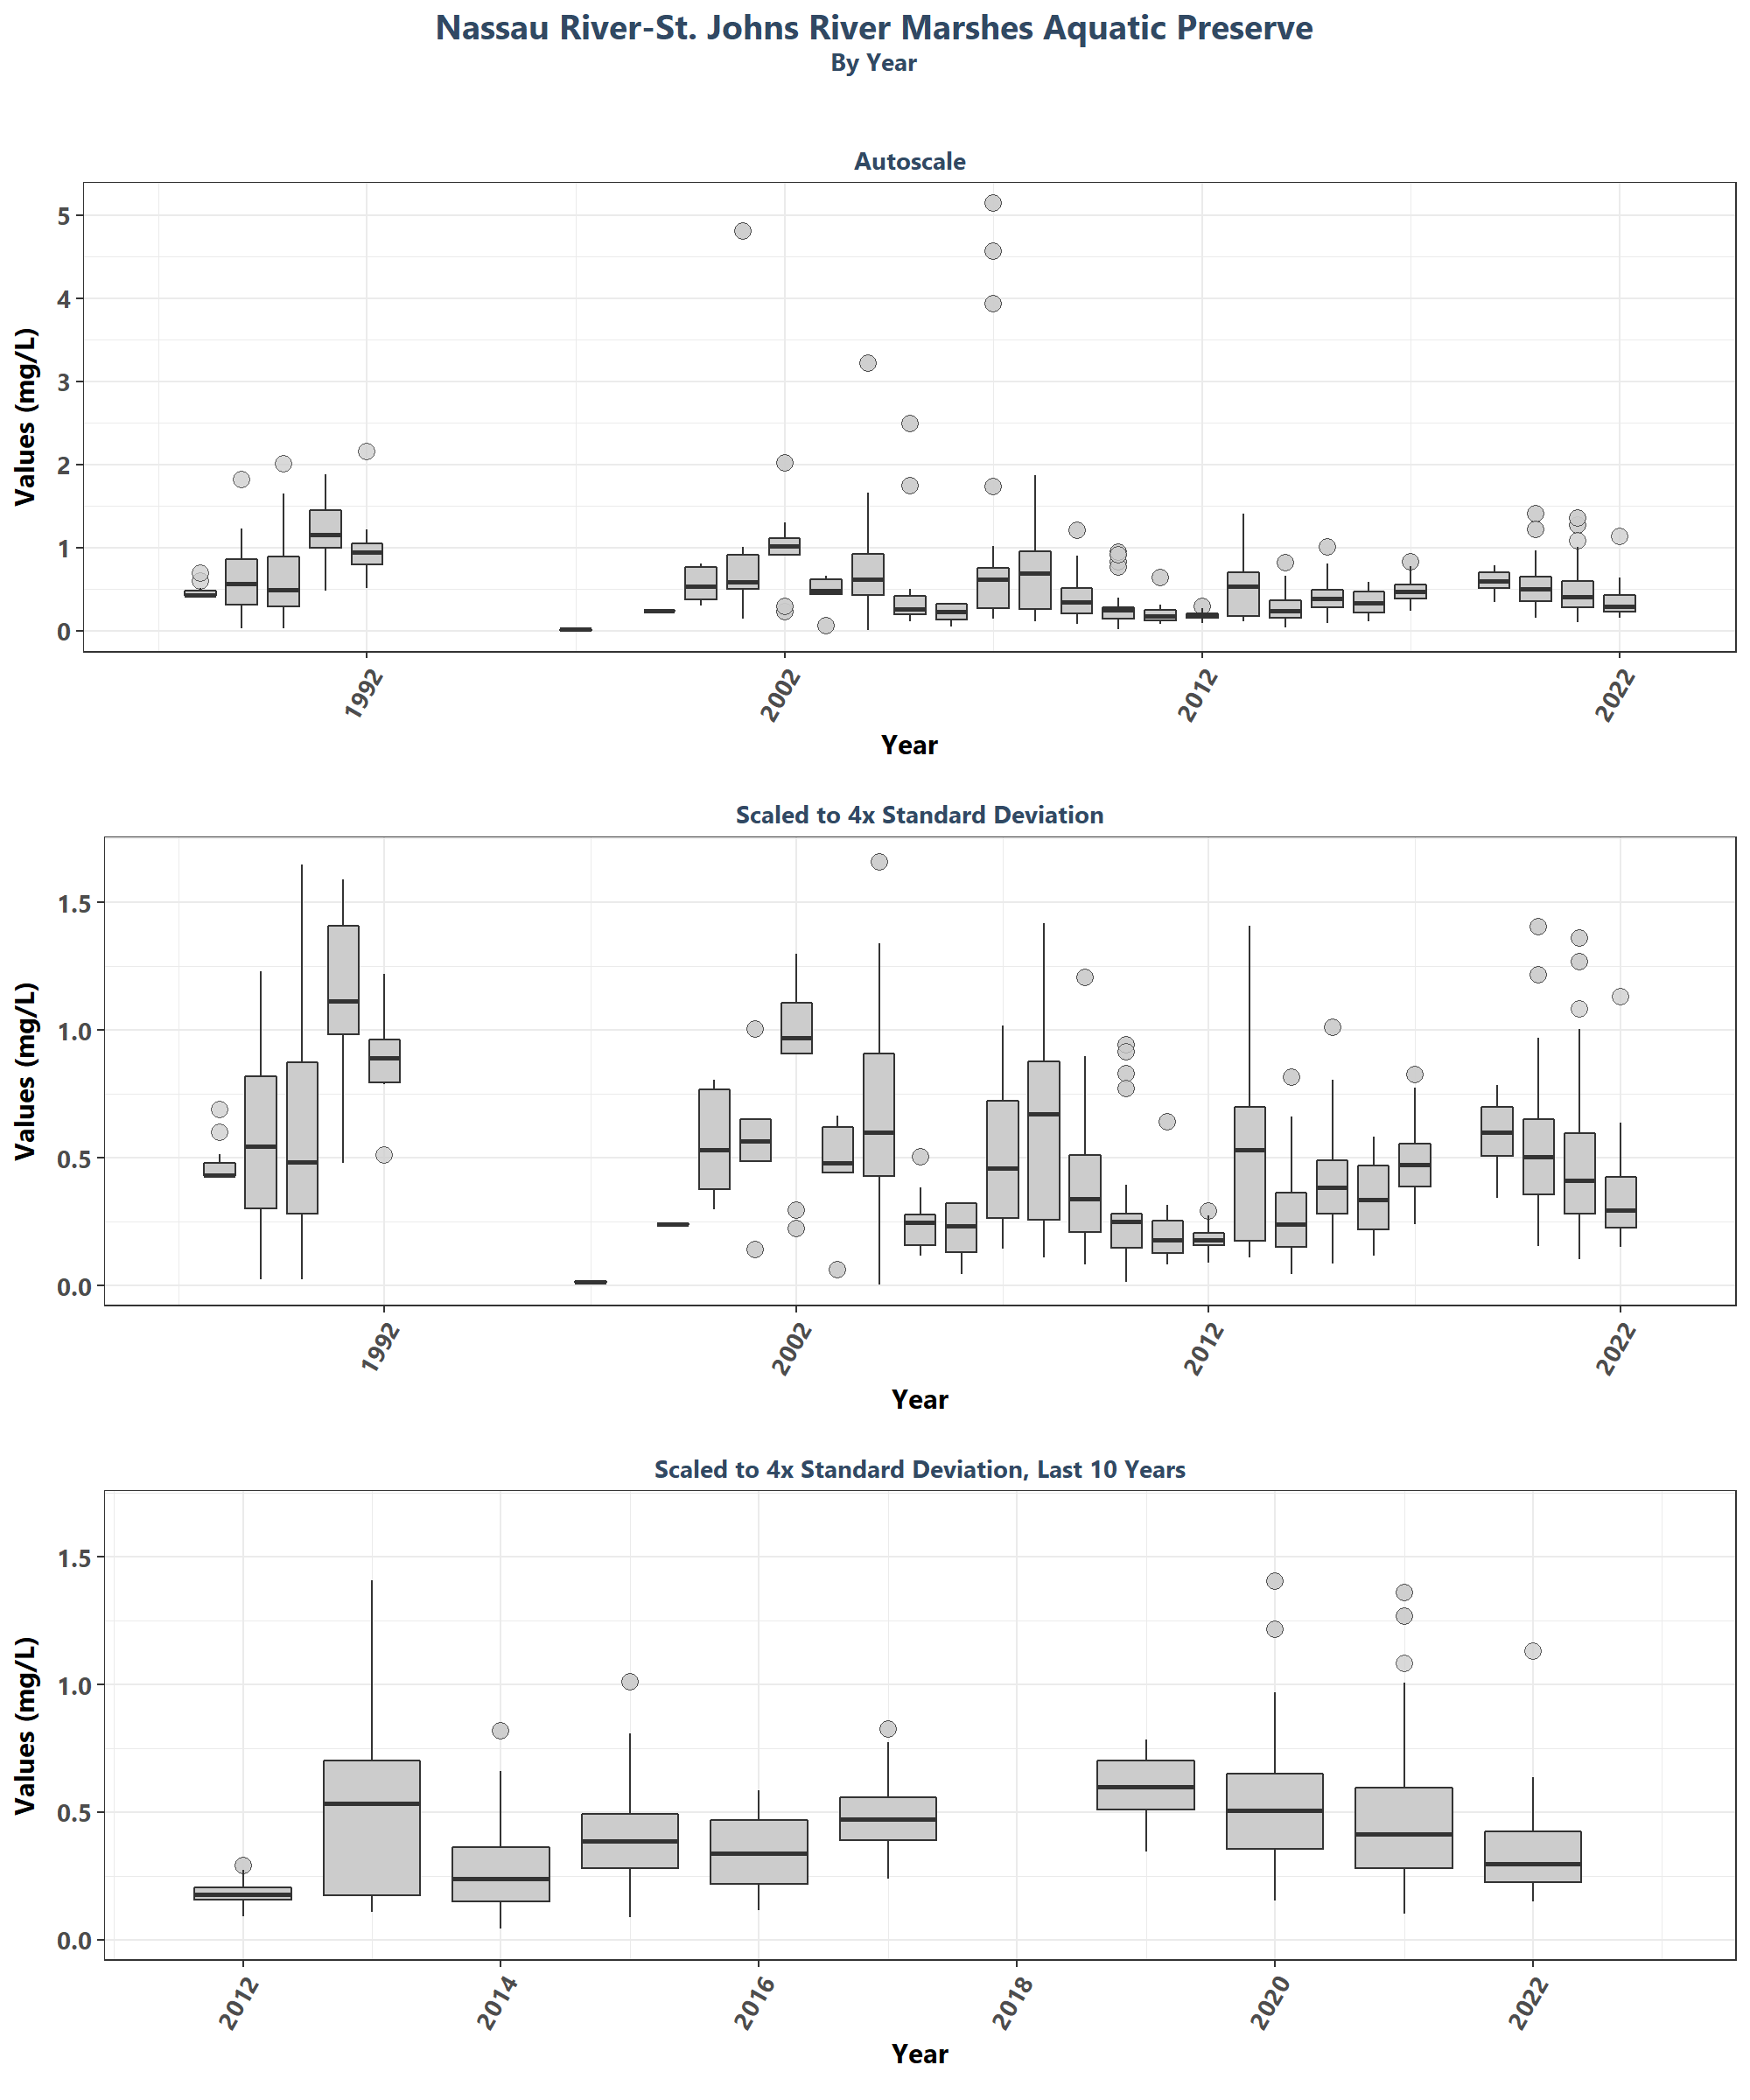 Nassau River-St. Johns River Marshes Aquatic Preserve
By Year
Autoscale
Values (mg/L)
5
4
3
2
1
0
1992
2002
2012
2022
Year
Scaled to 4x Standard Deviation
Values (mg/L)
1.5
1.0
0.5
0.0
1992
2002
2012
2022
Year
Scaled to 4x Standard Deviation, Last 10 Years
Values (mg/L)
1.5
1.0
0.5
0.0
2012
2014
2016
2018
2020
2022
Year